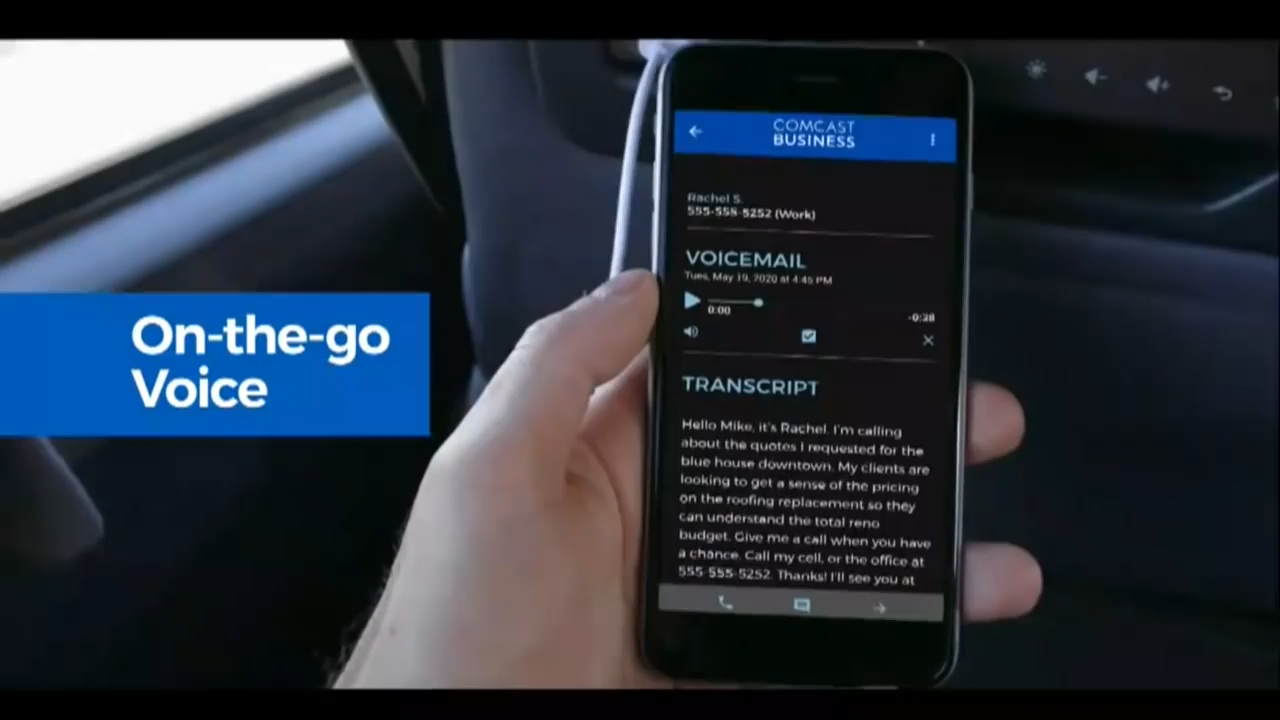 On-the-go
Voice
COMCAST
BUSINESS
Rachel S.
555-555-5252 (Work)
VOICEMAIL
Tues, May 19, 2020 at 4:45 PM
0:00
-0:38
TRANSCRIPT
Hello Mike, it's Rachel. I'm calling
about the quotes I requested for the
blue house downtown. My clients are
looking to get a sense of the pricing
on the roofing replacement so they
can understand the total reno
budget. Give me a call when you have
a chance. Call my cell, or the office at
555-555-5252. Thanks! I'll see you at